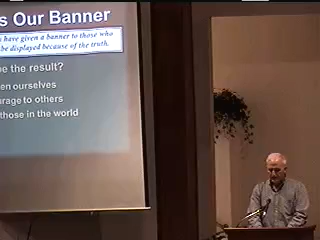 s Our Banner
have given a banner to those who
be displayed because of the truth.
be the result?
en ourselves
urage to others
those in the world